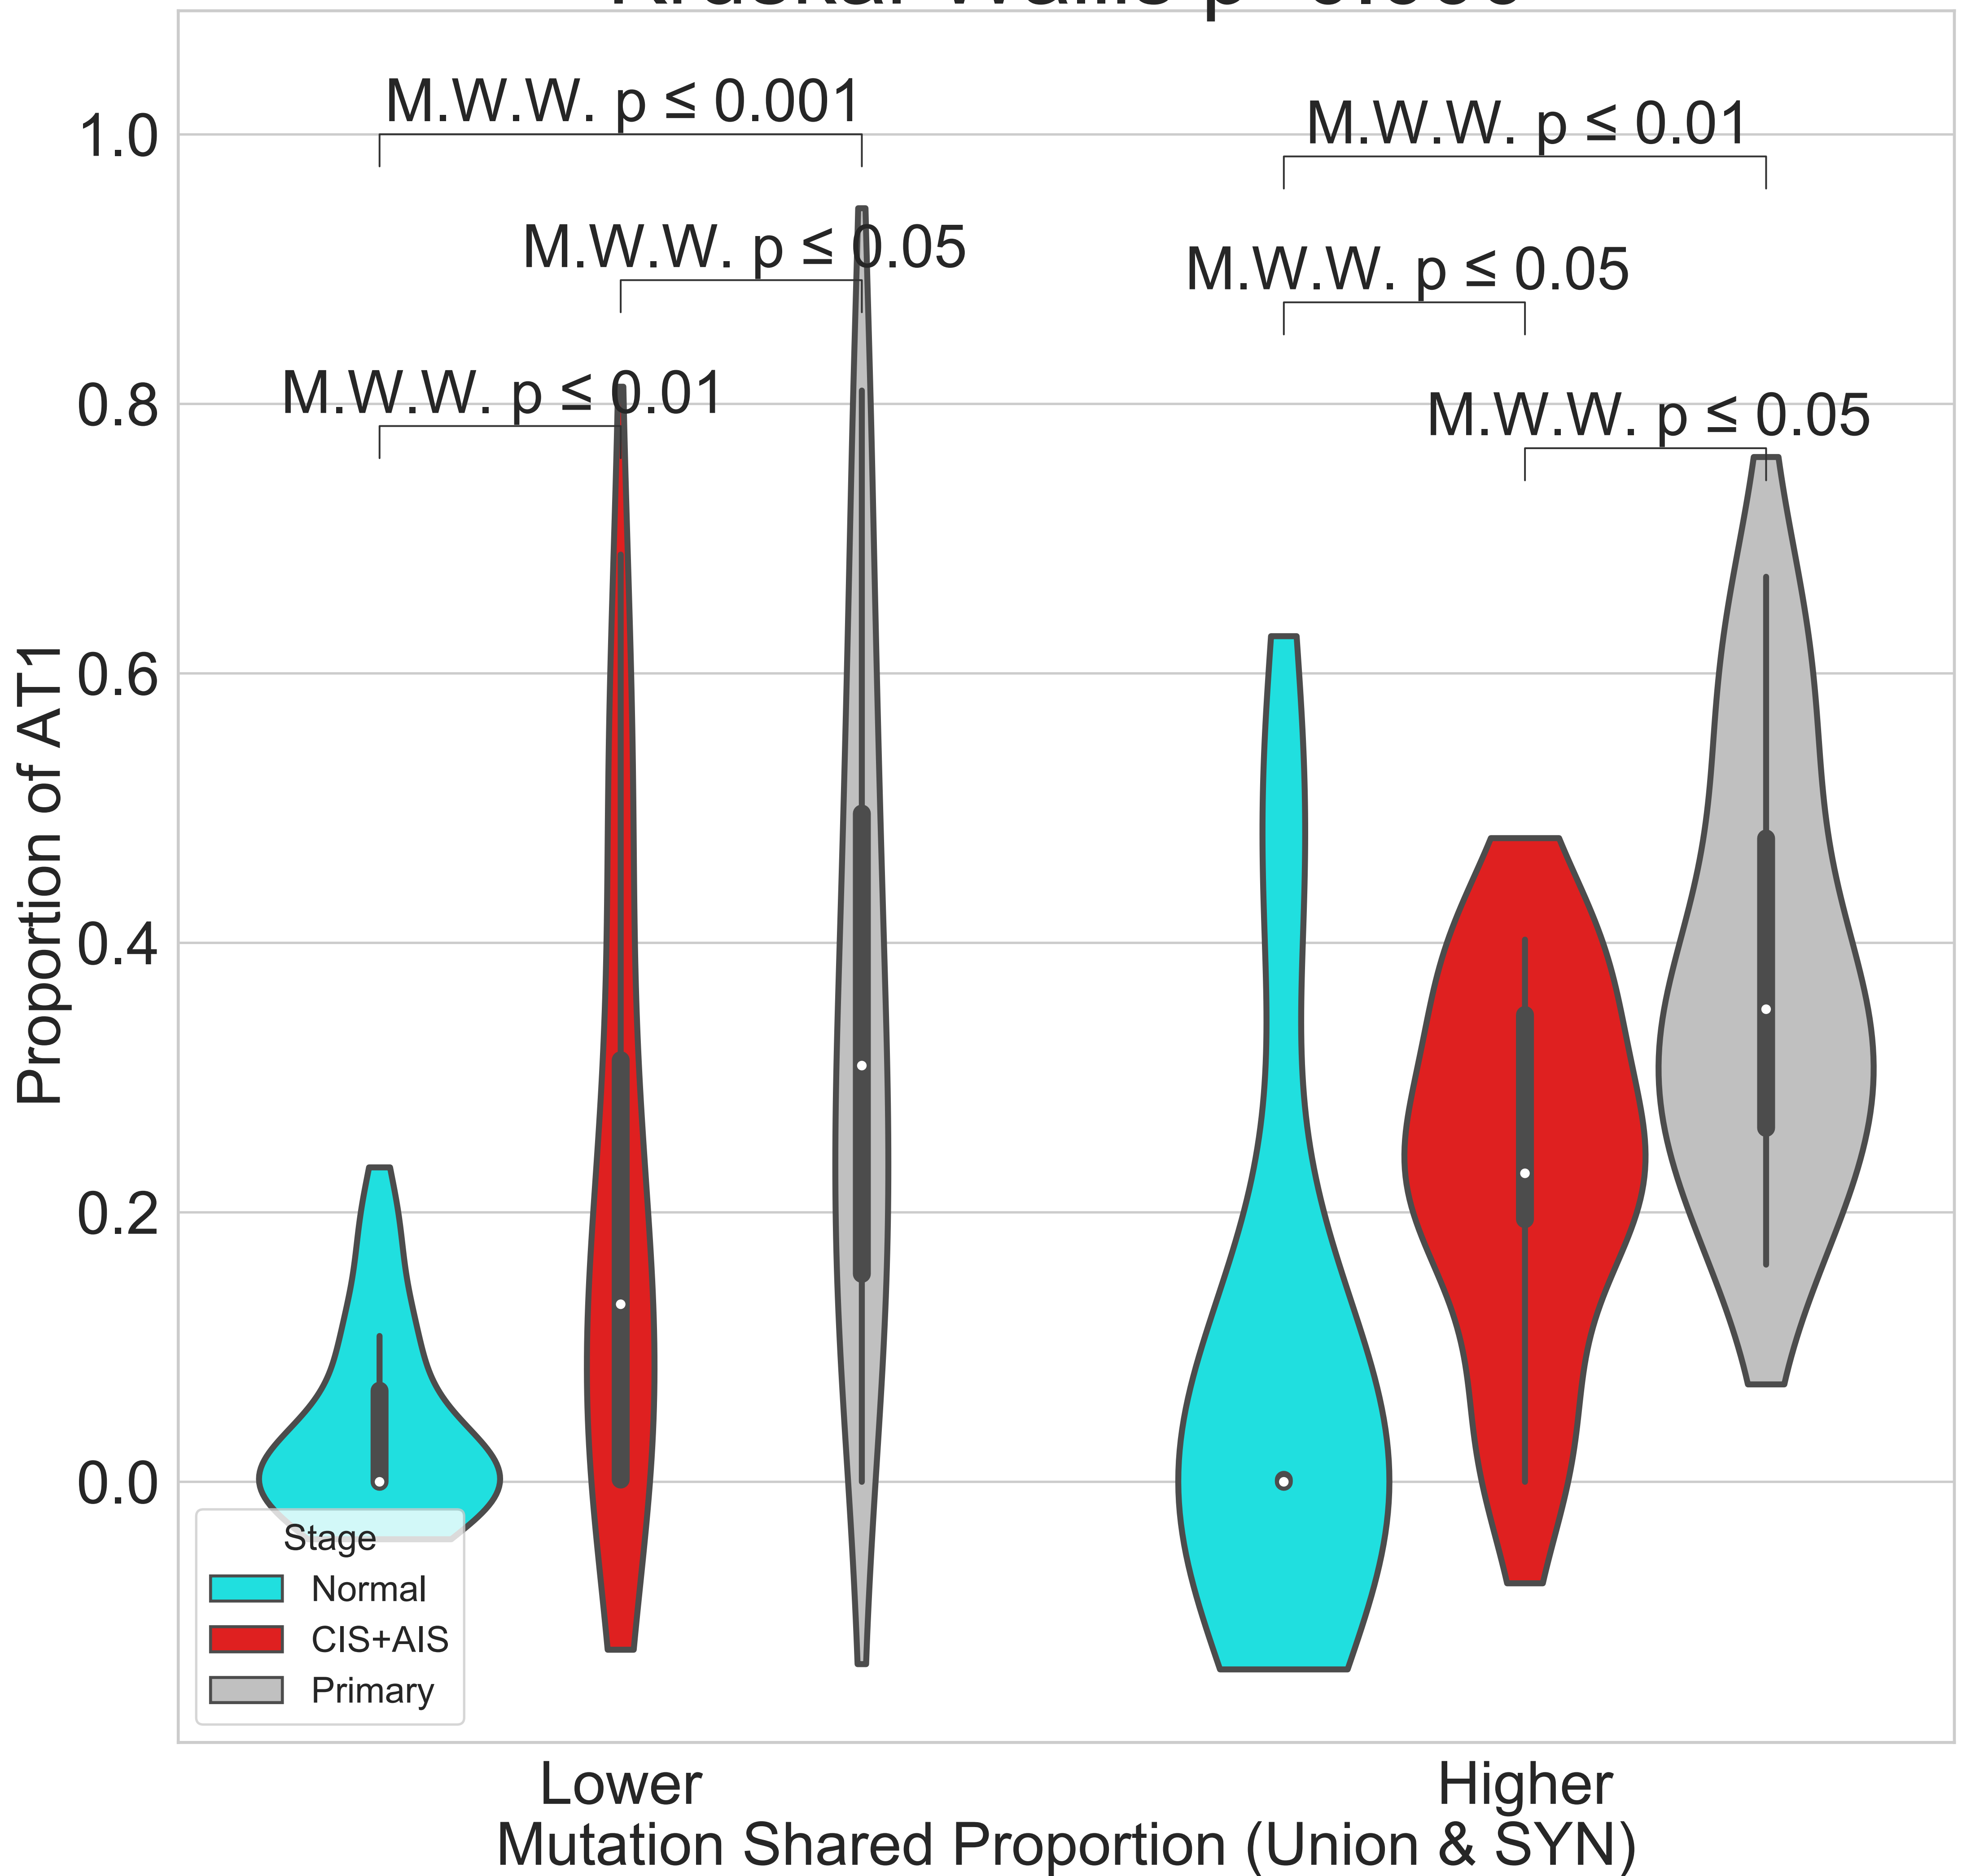 M.W.W. p ≤ 0.001
M.W.W. p ≤ 0.01
M.W.W. p ≤ 0.05
M.W.W. p ≤ 0.05
M.W.W. p ≤ 0.01
M.W.W. p ≤ 0.05
1.0
0.8
0.6
0.4
0.2
0.0
Proportion of AT1
Stage
Normal
CIS+AIS
Primary
Lower
Higher
Mutation Shared Proportion (Union & SYN)